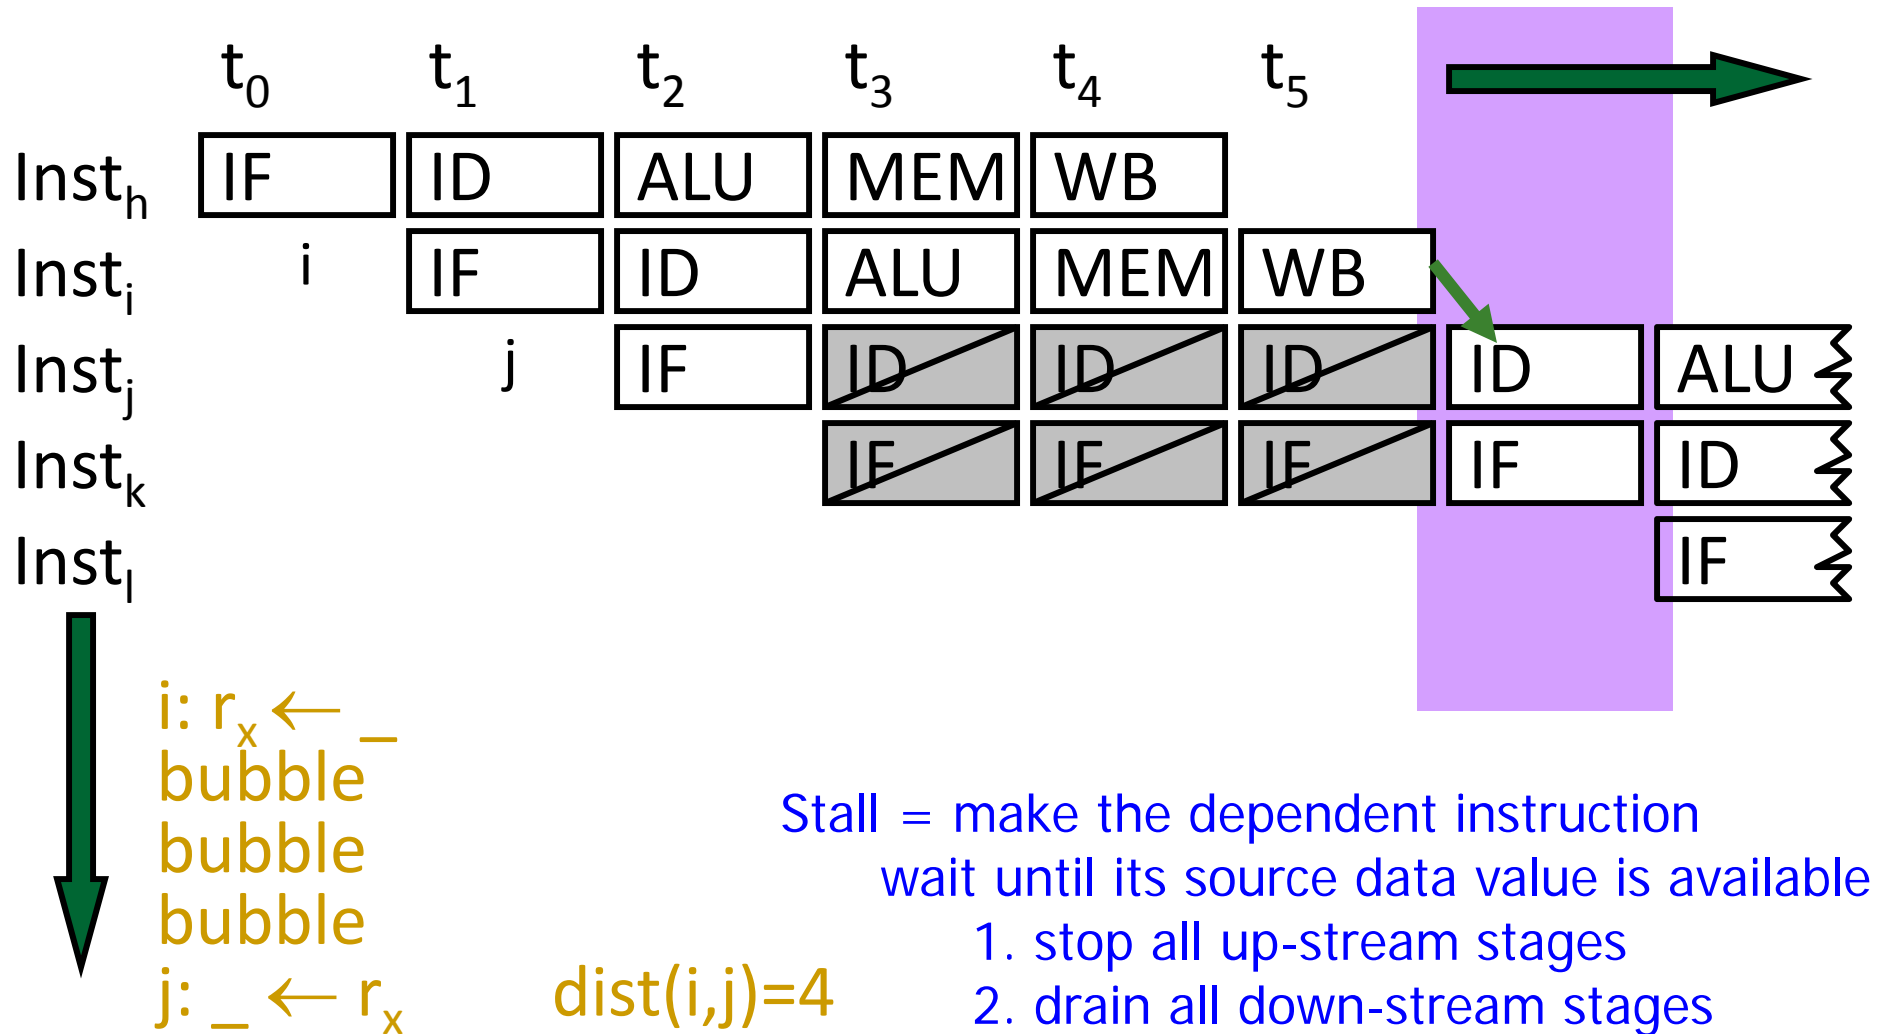 t0 t1 t2 t3 t4 t5
Insth IF ID ALU MEM WB
Insti i IF ID ALU MEM WB
Instj j IF ID ID ID ID ALU
Instk IF IF IF IF ID
Instl IF
i: rx ← _
bubble
bubble
bubble
j: _ ← rx dist(i,j)=4
Stall = make the dependent instruction
wait until its source data value is available
1. stop all up-stream stages
2. drain all down-stream stages